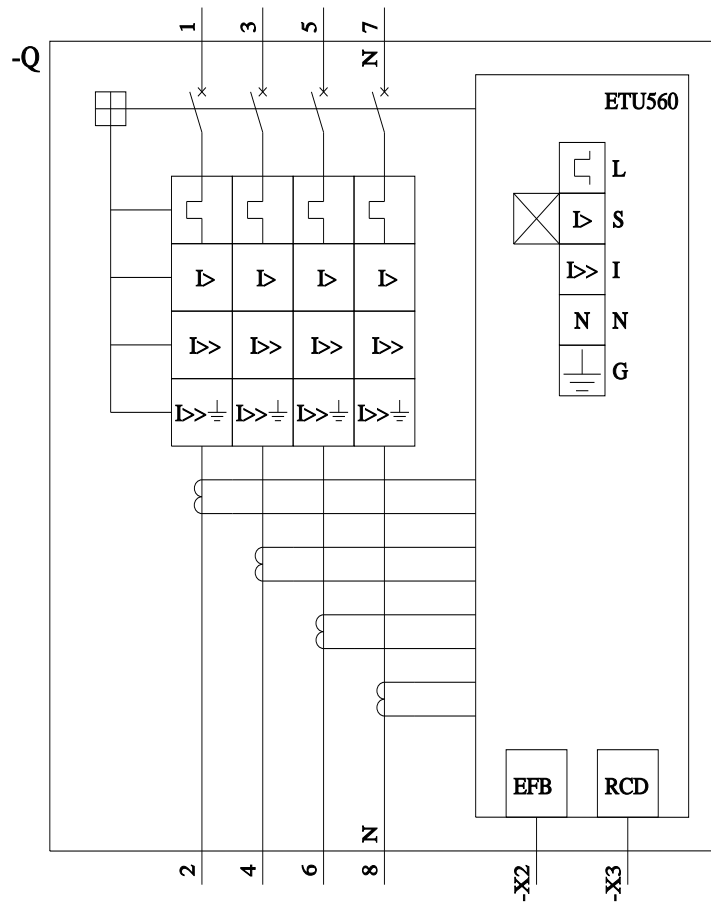 1 3 5 7
-Q N
ETU560
L
I> S
I> I> I> I> I>> I
I>> I>> I>> I>> N N
I>> I>> I>> I>> G
EFB RCD
N
2 4 6 8 -X2 -X3